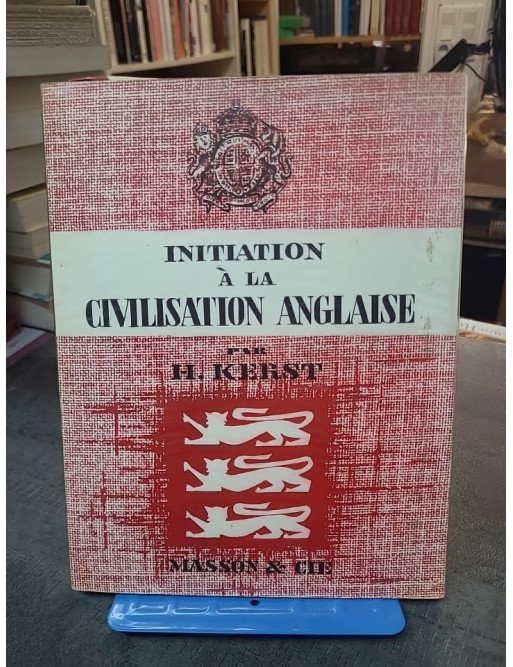 INITIATION
À LA
CIVILISATION ANGLAISE
PAR
H. KERST
MASSON & CIE